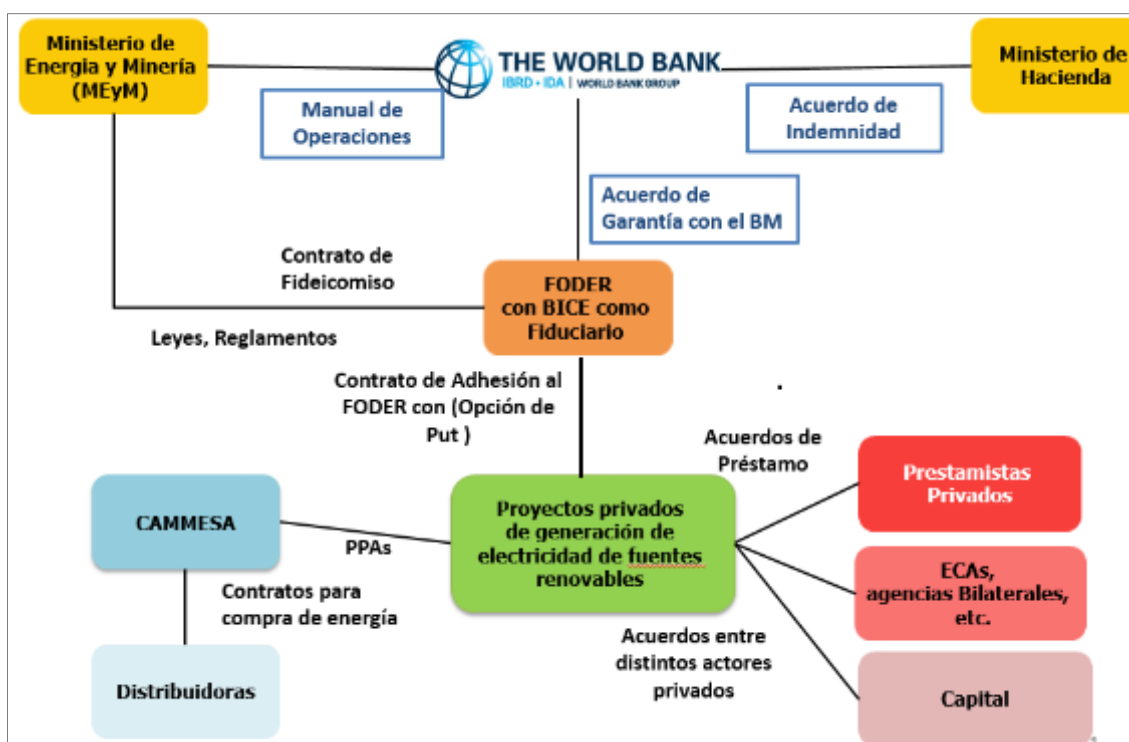 Ministerio de
Energia y Minería
(MEyM)
THE WORLD BANK
IBRD • IDA | WORLD BANK GROUP
Ministerio de
Hacienda
Manual de
Operaciones
Acuerdo de
Indemnidad
Acuerdo de
Garantía con el BM
Contrato de
Fideicomiso
FODER
con BICE como
Fiduciario
Leyes, Reglamentos
Contrato de Adhesión al
FODER con (Opción de
Put )
Acuerdos de
Préstamo
Prestamistas
Privados
CAMMESA
PPAs
Proyectos privados
de generación de
electricidad de fuentes
renovables
ECAs,
agencias Bilaterales,
etc.
Contratos para
compra de energía
Acuerdos entre
distintos actores
privados
Distribuidoras
Capital